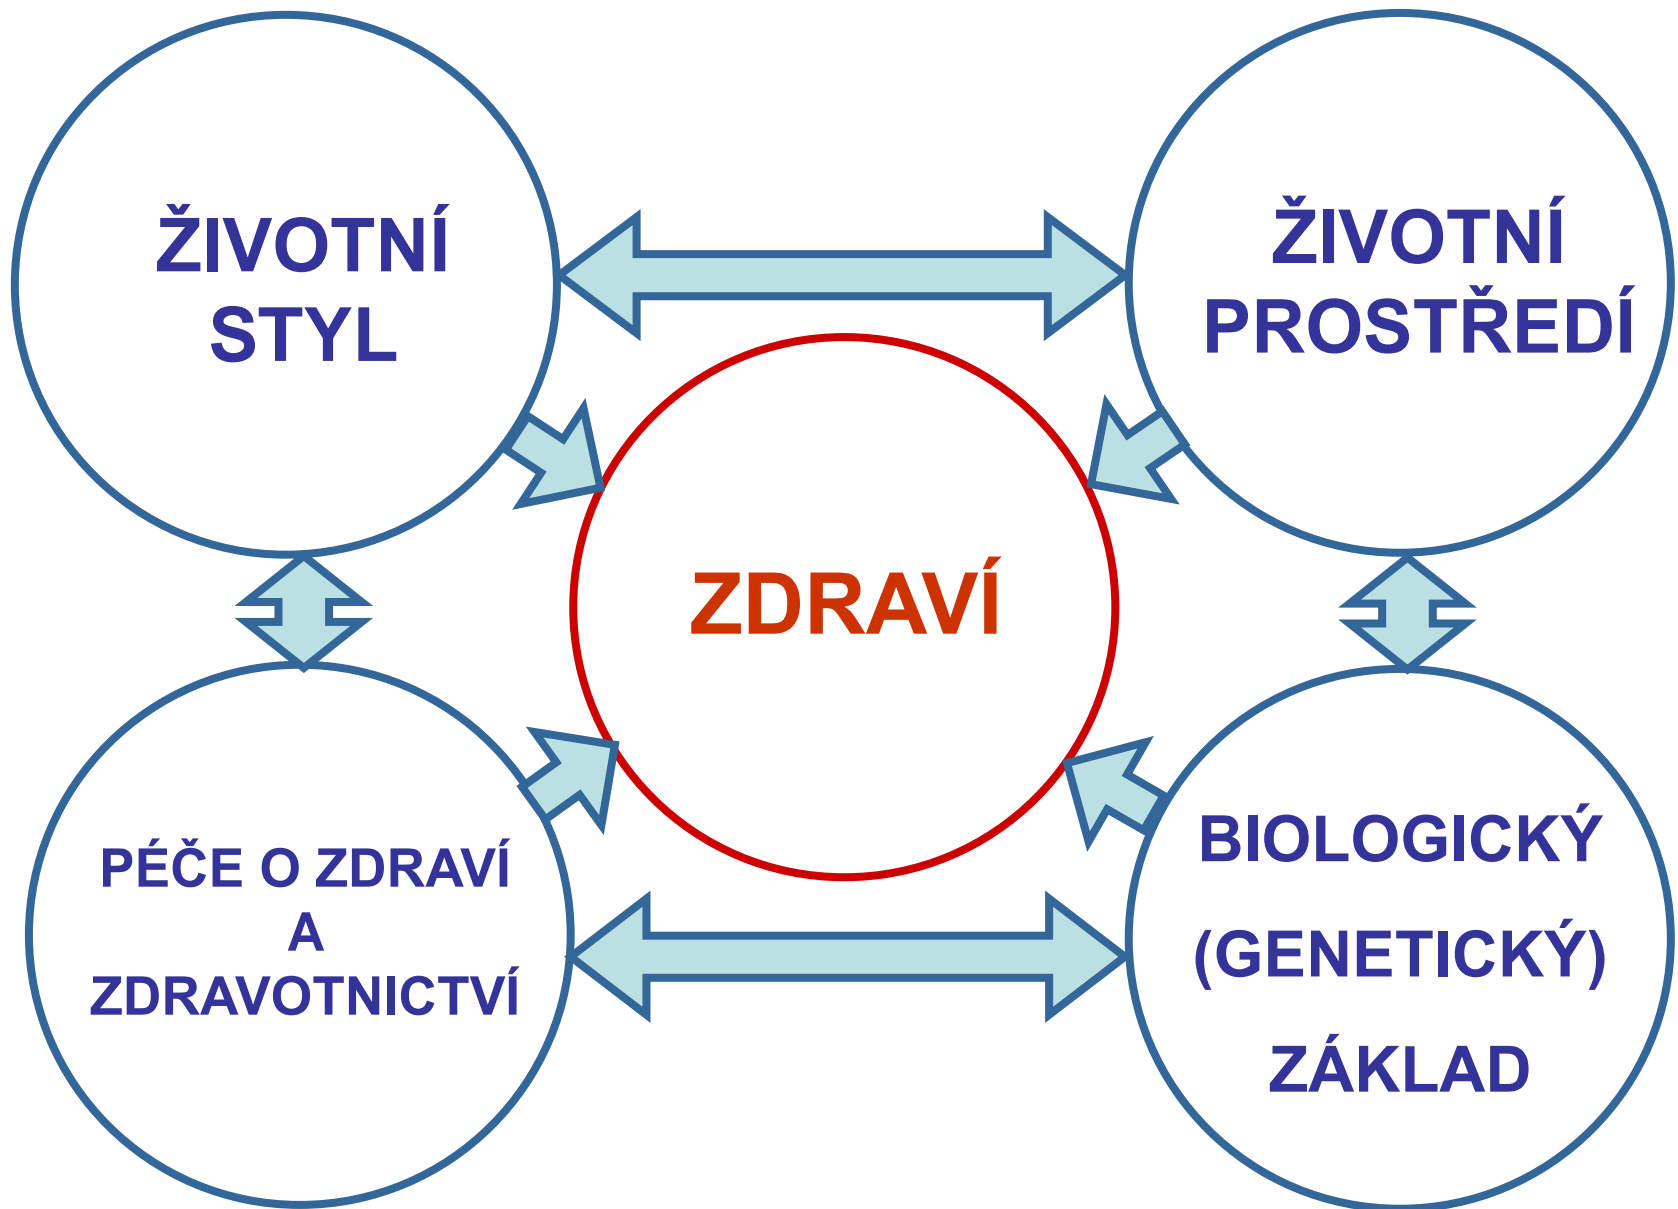 ŽIVOTNÍ
STYL
ŽIVOTNÍ
PROSTŘEDÍ
ZDRAVÍ
PÉČE O ZDRAVÍ
A
ZDRAVOTNICTVÍ
BIOLOGICKÝ
(GENETICKÝ)
ZÁKLAD